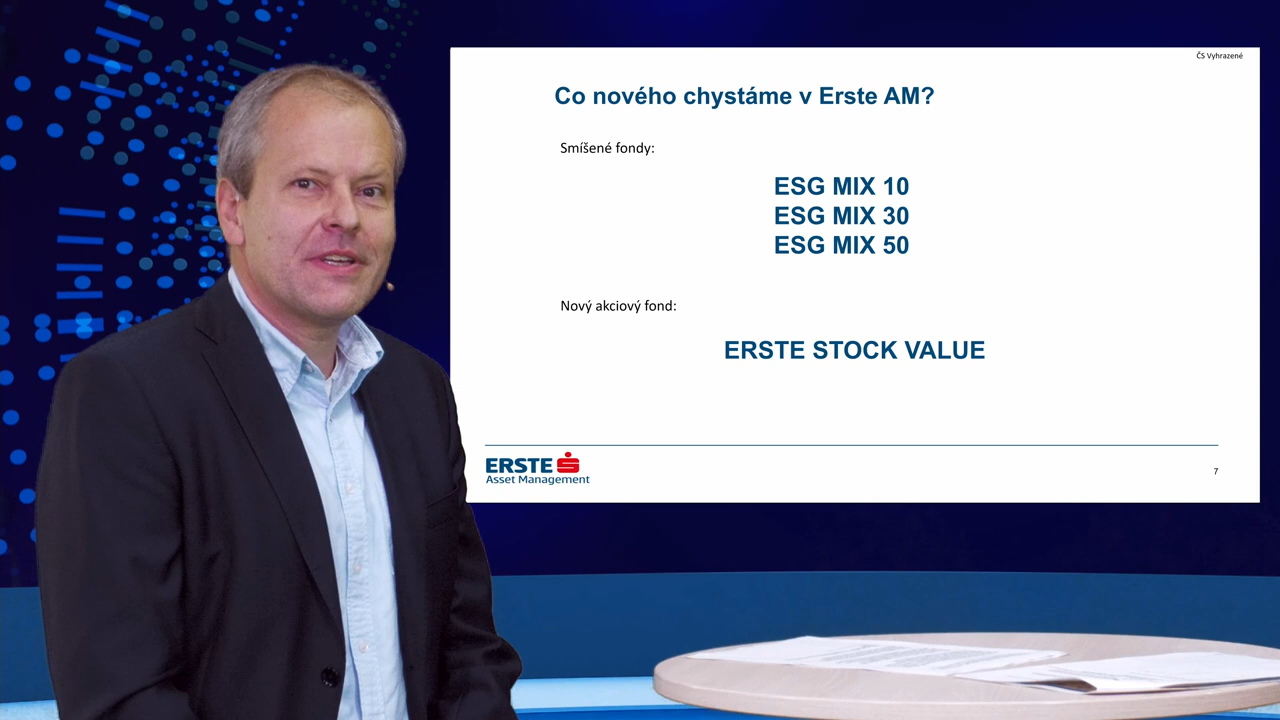 ČS Vyhrazené
Co nového chystáme v Erste AM?
Smíšené fondy:
ESG MIX 10
ESG MIX 30
ESG MIX 50
Nový akciový fond:
ERSTE STOCK VALUE
ERSTE
Asset Management
7